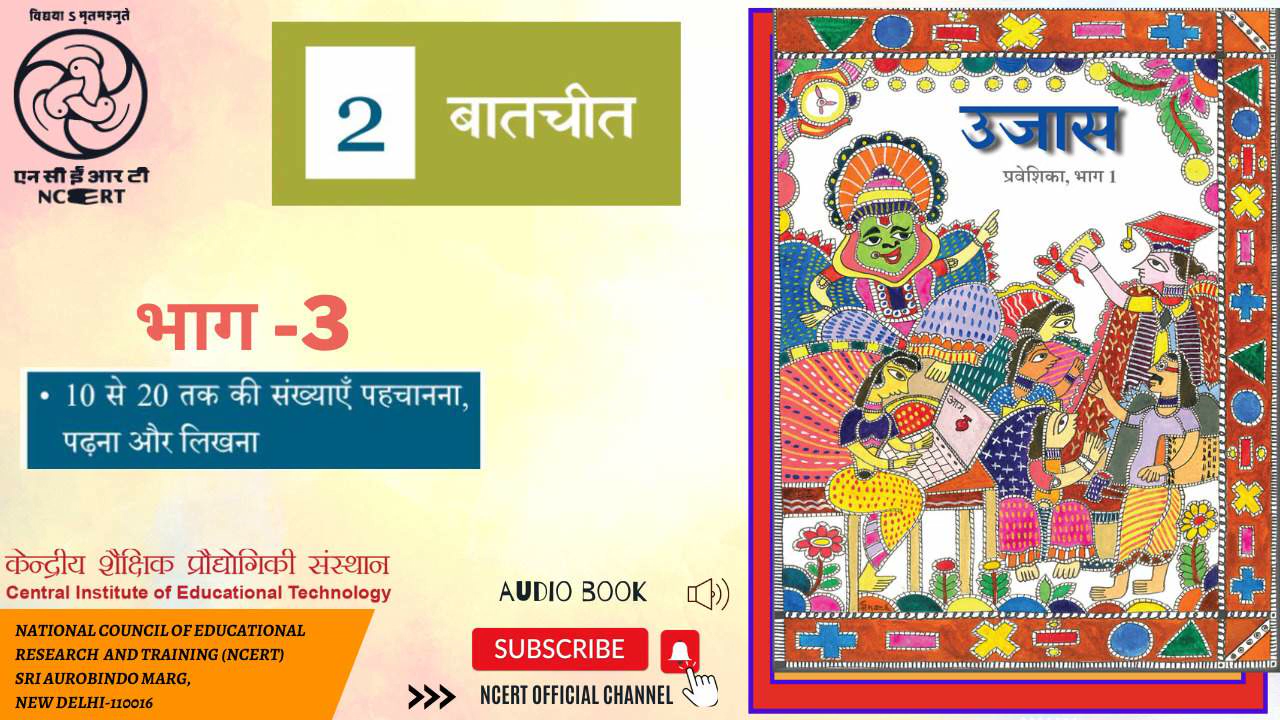 विद्यया ऽ मृतमश्नुते
एन सी ई आर टी
NCERT
2 बातचीत
भाग -3
• 10 से 20 तक की संख्याएँ पहचानना,
पढ़ना और लिखना
केन्द्रीय शैक्षिक प्रौद्योगिकी संस्थान
Central Institute of Educational Technology
NATIONAL COUNCIL OF EDUCATIONAL
RESEARCH AND TRAINING (NCERT)
SRI AUROBINDO MARG,
NEW DELHI-110016
AUDIO BOOK
SUBSCRIBE
>>> NCERT OFFICIAL CHANNEL
उजास
प्रवेशिका, भाग 1
आम